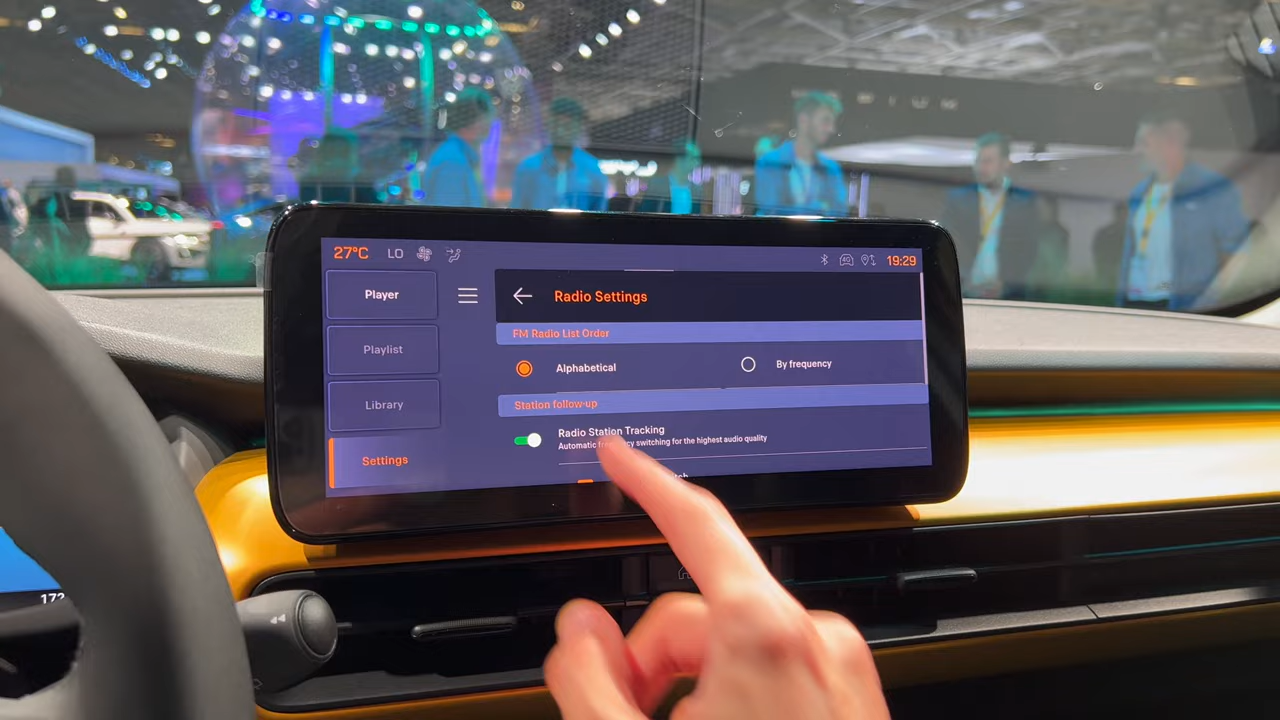 27°C LO 19:29
Player
Playlist
Library
Settings
Radio Settings
FM Radio List Order
Alphabetical By frequency
Station follow-up
Radio Station Tracking
Automatic switching for the highest audio quality
172